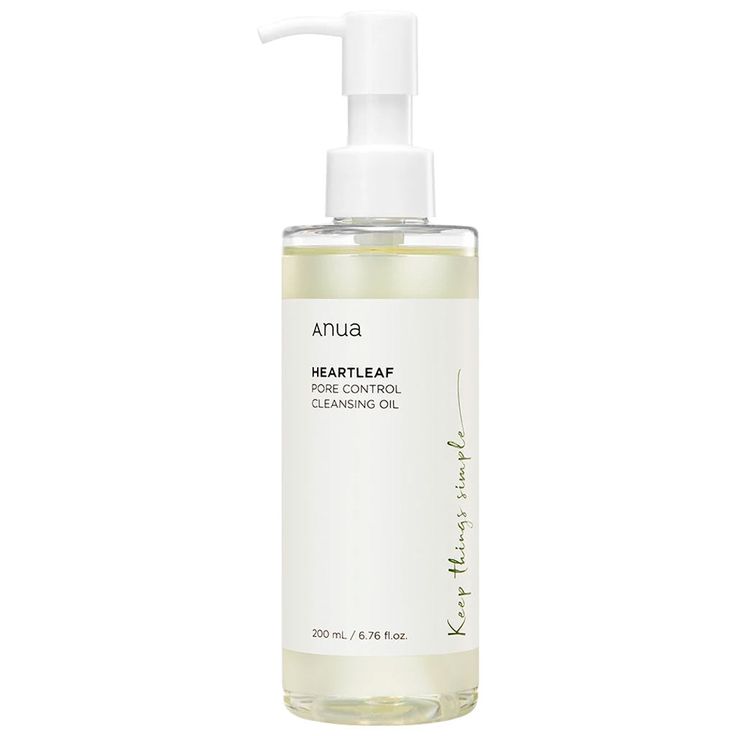 Anua
HEARTLEAF
PORE CONTROL
CLEANSING OIL
Keep things simple
200 mL / 6.76 fl.oz.